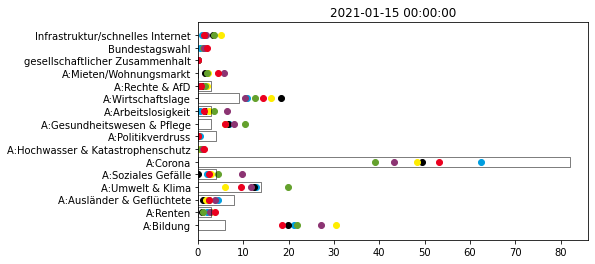 2021-01-15 00:00:00
Infrastruktur/schnelles Internet
Bundestagswahl
gesellschaftlicher Zusammenhalt
A:Mieten/Wohnungsmarkt
A:Rechte & AfD
A:Wirtschaftslage
A:Arbeitslosigkeit
A:Gesundheitswesen & Pflege
A:Politikverdruss
A:Hochwasser & Katastrophenschutz
A:Corona
A:Soziales Gefälle
A:Umwelt & Klima
A:Ausländer & Geflüchtete
A:Renten
A:Bildung
0 10 20 30 40 50 60 70 80